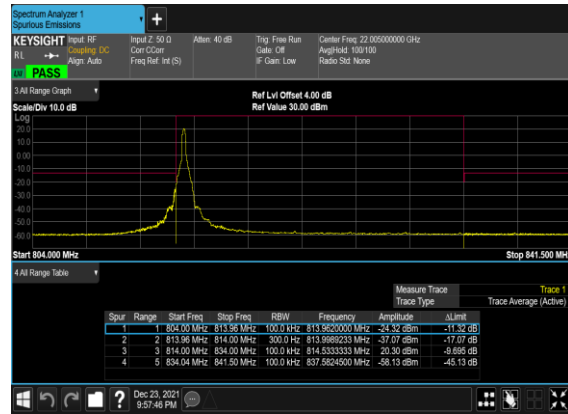 Spectrum Analyzer 1
Spurious Emissions
KEYSIGHT Input: RF Input Z: 50 Ω Atten: 40 dB Trig: Free Run Center Freq: 22.005000000 GHz
RL Coupling: DC Corr CCorr Gate: Off Avg|Hold: 100/100
Align: Auto Freq Ref: Int (S) IF Gain: Low Radio Std: None
LW PASS
3 All Range Graph
Ref Lvl Offset 4.00 dB
Scale/Div 10.0 dB Ref Value 30.00 dBm
Log
20.0
10.0
0.00
-10.0
-20.0
-30.0
-40.0
-50.0
-60.0
Start 804.000 MHz Stop 841.500 MH
4 All Range Table
Measure Trace Trace 1
Trace Type Trace Average (Active)
Spur Range Start Freq Stop Freq RBW Frequency Amplitude ΔLimit
1 1 804.00 MHz 813.96 MHz 100.0 kHz 813.9620000 MHz -24.32 dBm -11.32 dB
2 2 813.96 MHz 814.00 MHz 300.0 Hz 813.9989233 MHz -37.07 dBm -17.07 dB
3 3 814.00 MHz 834.00 MHz 100.0 kHz 814.5333333 MHz 20.30 dBm -9.695 dB
4 5 834.04 MHz 841.50 MHz 100.0 kHz 837.5824500 MHz -58.13 dBm -45.13 dB
? Dec 23, 2021
9:57:46 PM